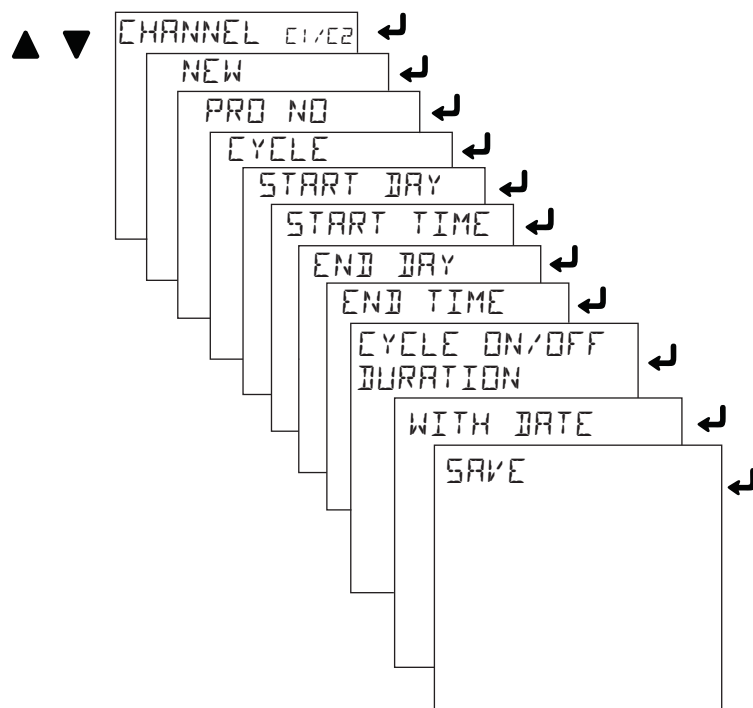 CHANNEL C1/C2
NEW
PRO NO
CYCLE
START DAY
START TIME
END DAY
END TIME
CYCLE ON/OFF
DURATION
WITH DATE
SAVE